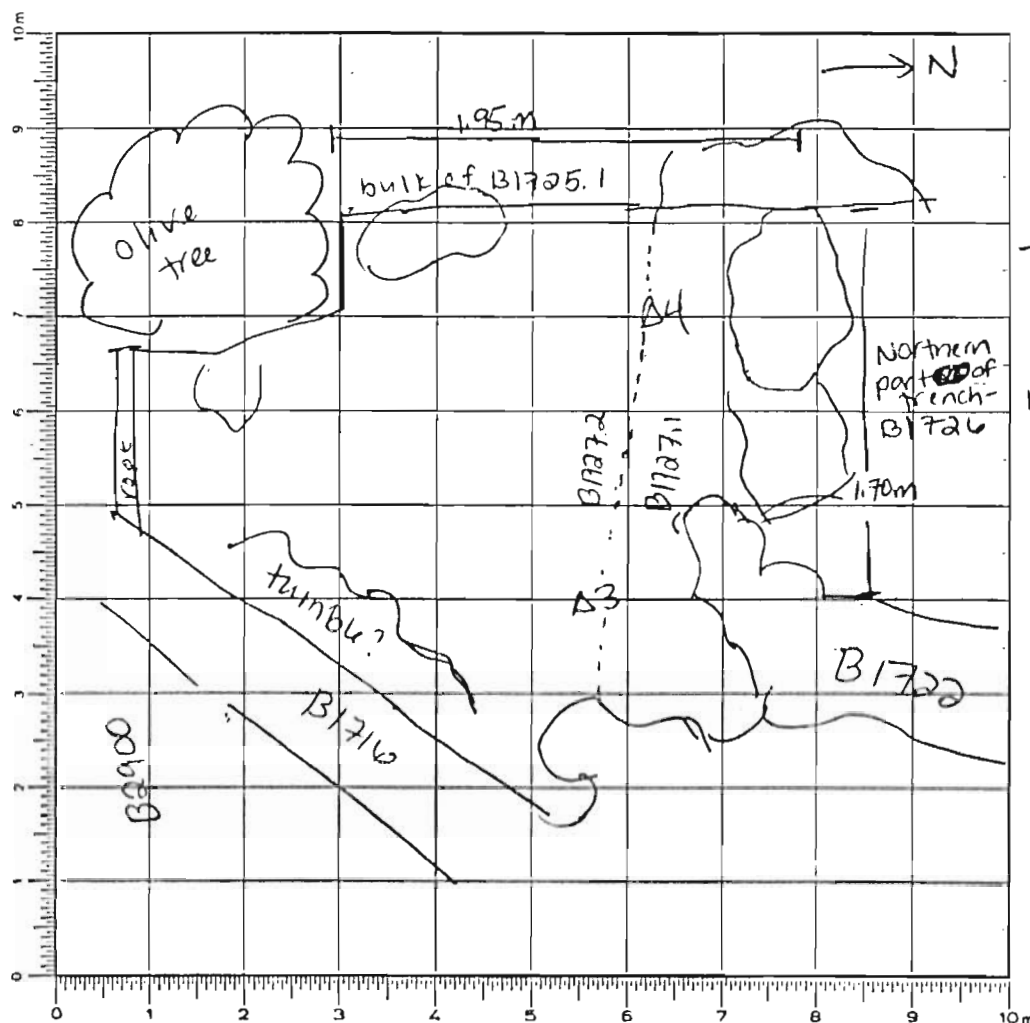 10m
9
8
7
6
5
4
3
2
1
0
→ N
1.95m
bulk of B1725.1
olive
tree
Δ4
Northern
part of
trench-
B1726
B1727.2
B1727.1
1.70m
Δ3
tumble?
B1722
B1716
B2900
0 1 2 3 4 5 6 7 8 9 10m